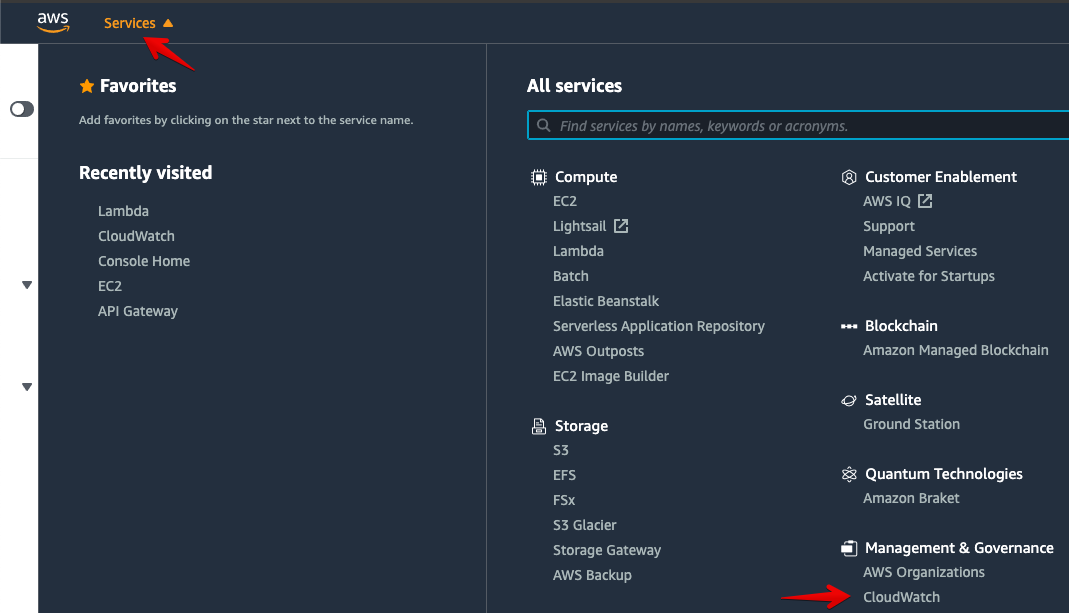 aws
Services
Favorites
Add favorites by clicking on the star next to the service name.
Recently visited
Lambda
CloudWatch
Console Home
EC2
API Gateway
All services
Find services by names, keywords or acronyms.
Compute
EC2
Lightsail
Lambda
Batch
Elastic Beanstalk
Serverless Application Repository
AWS Outposts
EC2 Image Builder
Storage
S3
EFS
FSx
S3 Glacier
Storage Gateway
AWS Backup
Customer Enablement
AWS IQ
Support
Managed Services
Activate for Startups
Blockchain
Amazon Managed Blockchain
Satellite
Ground Station
Quantum Technologies
Amazon Braket
Management & Governance
AWS Organizations
CloudWatch